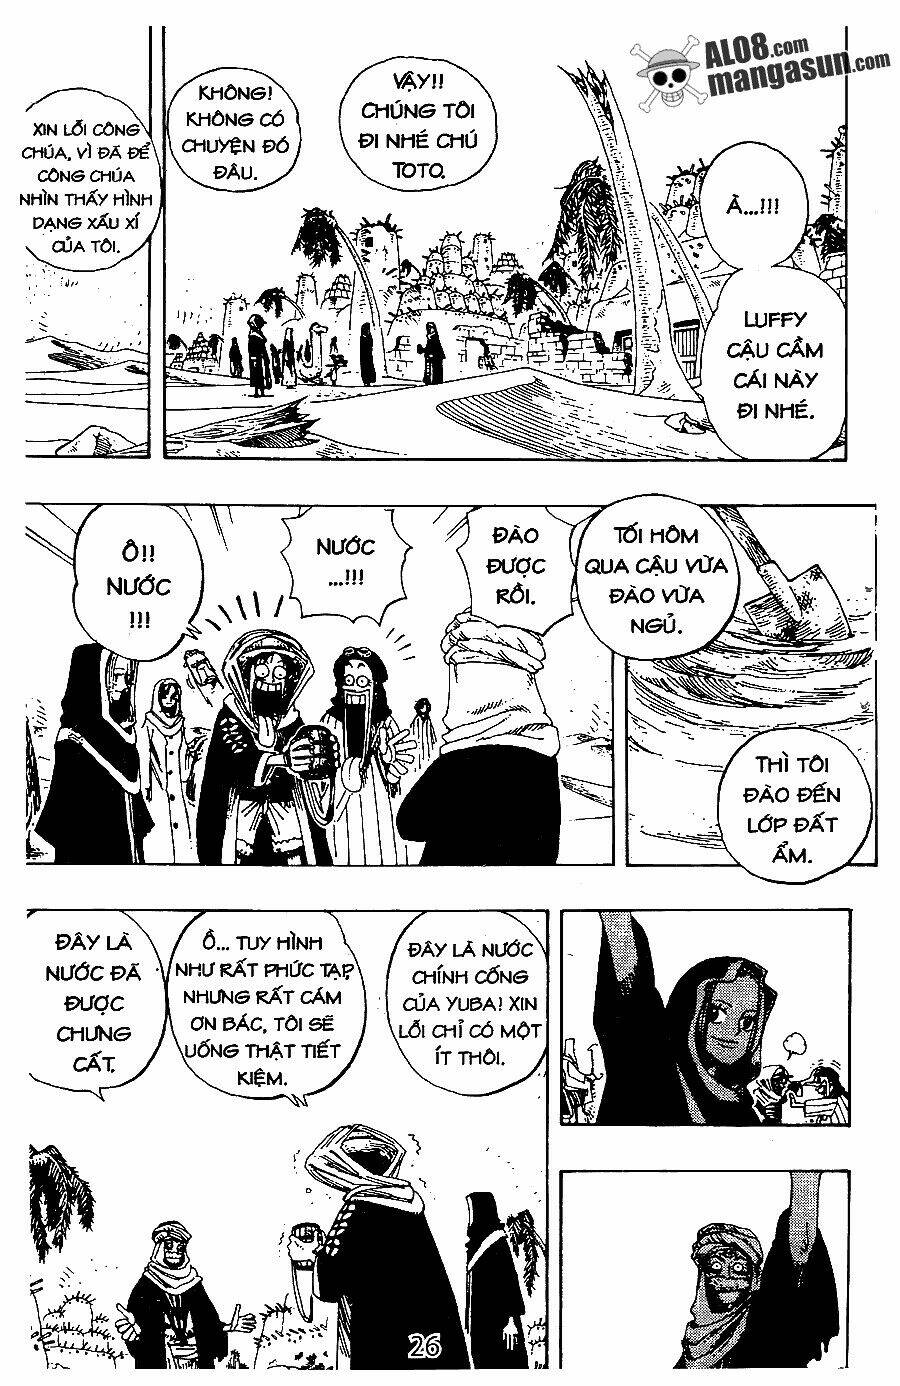 AL08.com
mangasun.com
XIN LỖI CÔNG
CHÚA, VÌ ĐÃ ĐỂ
CÔNG CHÚA
NHÌN THẤY HÌNH
DẠNG XẤU XÍ
CỦA TÔI.
KHÔNG!
KHÔNG CÓ
CHUYỆN ĐÓ
ĐÂU.
VẬY!!
CHÚNG TÔI
ĐI NHÉ CHÚ
TOTO.
À...!!!
LUFFY
CẬU CẦM
CÁI NÀY
ĐI NHÉ.
Ô!!
NƯỚC
!!!
NƯỚC
...!!!
ĐÀO
ĐƯỢC
RỒI.
TỐI HÔM
QUA CẬU VỪA
ĐÀO VỪA
NGỦ.
THÌ TÔI
ĐÀO ĐẾN
LỚP ĐẤT
ẨM.
ĐÂY LÀ
NƯỚC ĐÃ
ĐƯỢC
CHƯNG
CẤT.
Ồ... TUY HÌNH
NHƯ RẤT PHỨC TẠP
NHƯNG RẤT CÁM
ƠN BÁC, TÔI SẼ
UỐNG THẬT TIẾT
KIỆM.
ĐÂY LÀ NƯỚC
CHÍNH CỐNG
CỦA YUBA! XIN
LỖI CHỈ CÓ MỘT
ÍT THÔI.
26